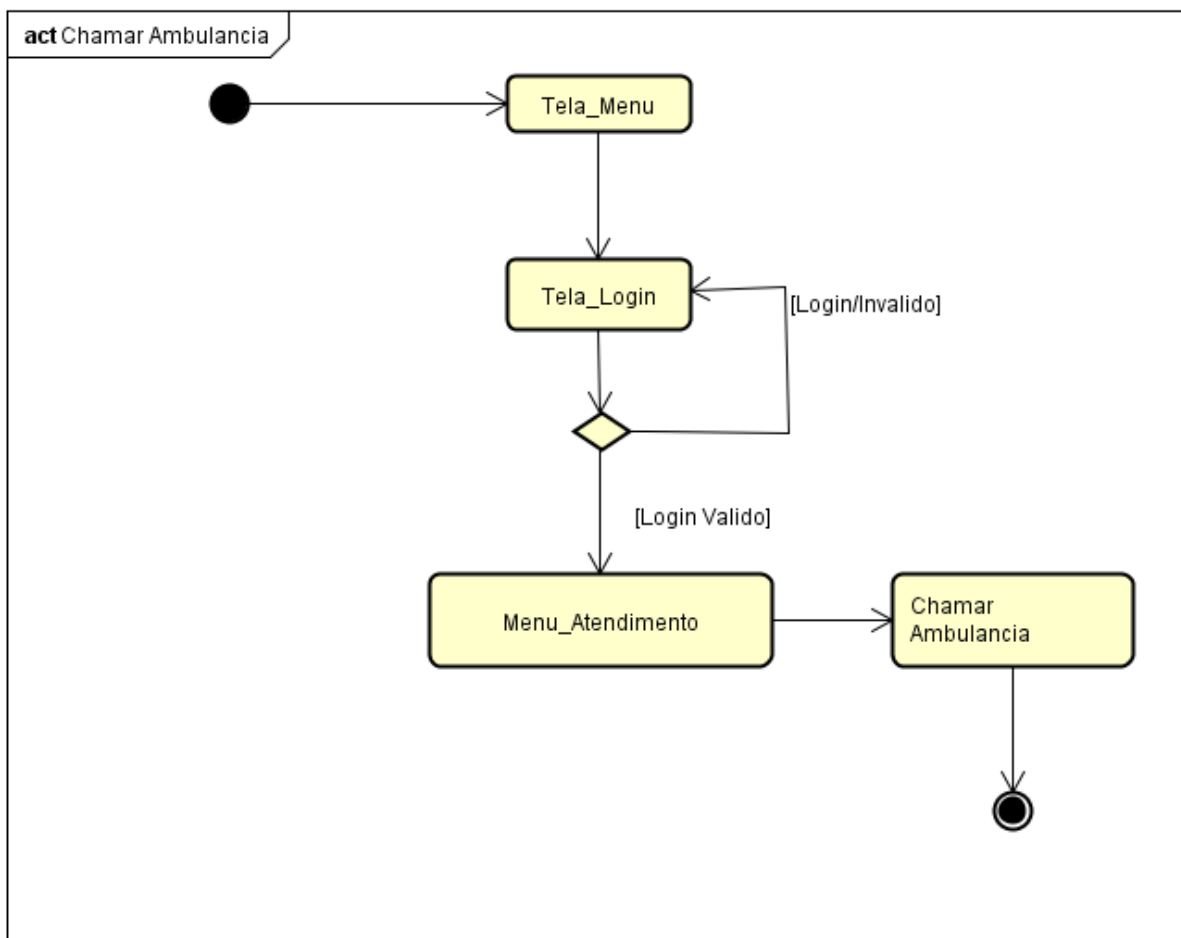 act Chamar Ambulancia
Tela_Menu
Tela_Login
[Login/Invalido]
[Login Valido]
Menu_Atendimento
Chamar
Ambulancia